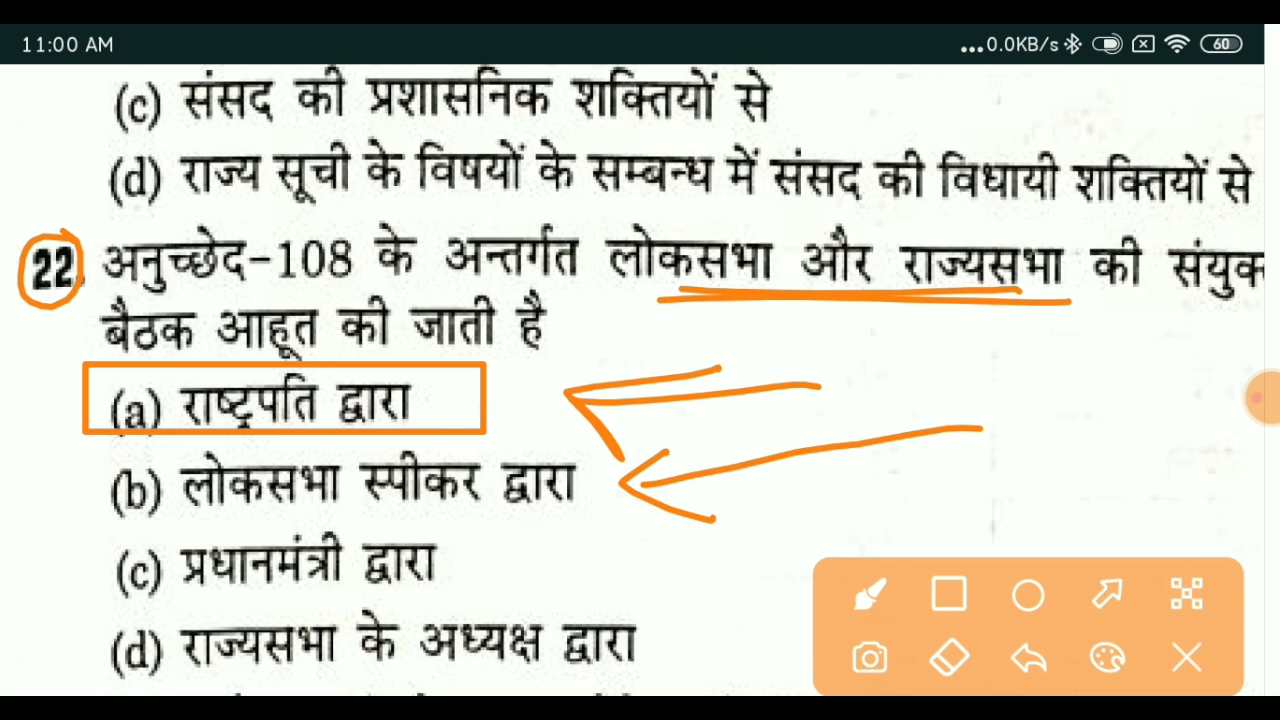 11:00 AM
...0.0KB/s 60
(c) संसद की प्रशासनिक शक्तियों से
(d) राज्य सूची के विषयों के सम्बन्ध में संसद की विधायी शक्तियों से
22. अनुच्छेद-108 के अन्तर्गत लोकसभा और राज्यसभा की संयुक
बैठक आहूत की जाती है
(a) राष्ट्रपति द्वारा
(b) लोकसभा स्पीकर द्वारा
(c) प्रधानमंत्री द्वारा
(d) राज्यसभा के अध्यक्ष द्वारा